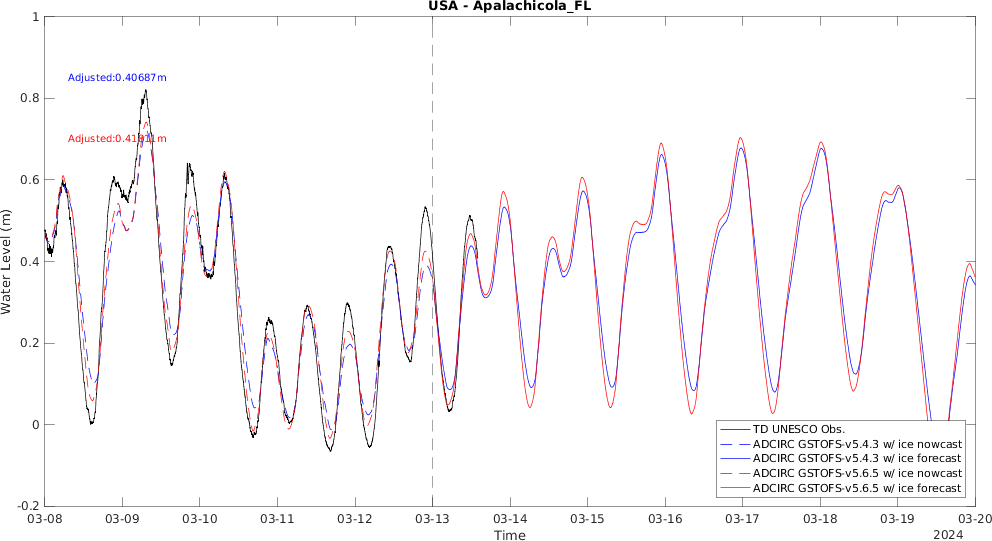 USA - Apalachicola_FL
Water Level (m)
1
0.8
0.6
0.4
0.2
0
-0.2
Adjusted:0.40687m
03-08
03-09
03-10
03-11
03-12
03-13
03-14
03-15
03-16
03-17
03-18
03-19
03-20
Time
2024
TD UNESCO Obs.
ADCIRC GSTOFS-v5.4.3 w/ ice nowcast
ADCIRC GSTOFS-v5.4.3 w/ ice forecast
ADCIRC GSTOFS-v5.6.5 w/ ice nowcast
ADCIRC GSTOFS-v5.6.5 w/ ice forecast